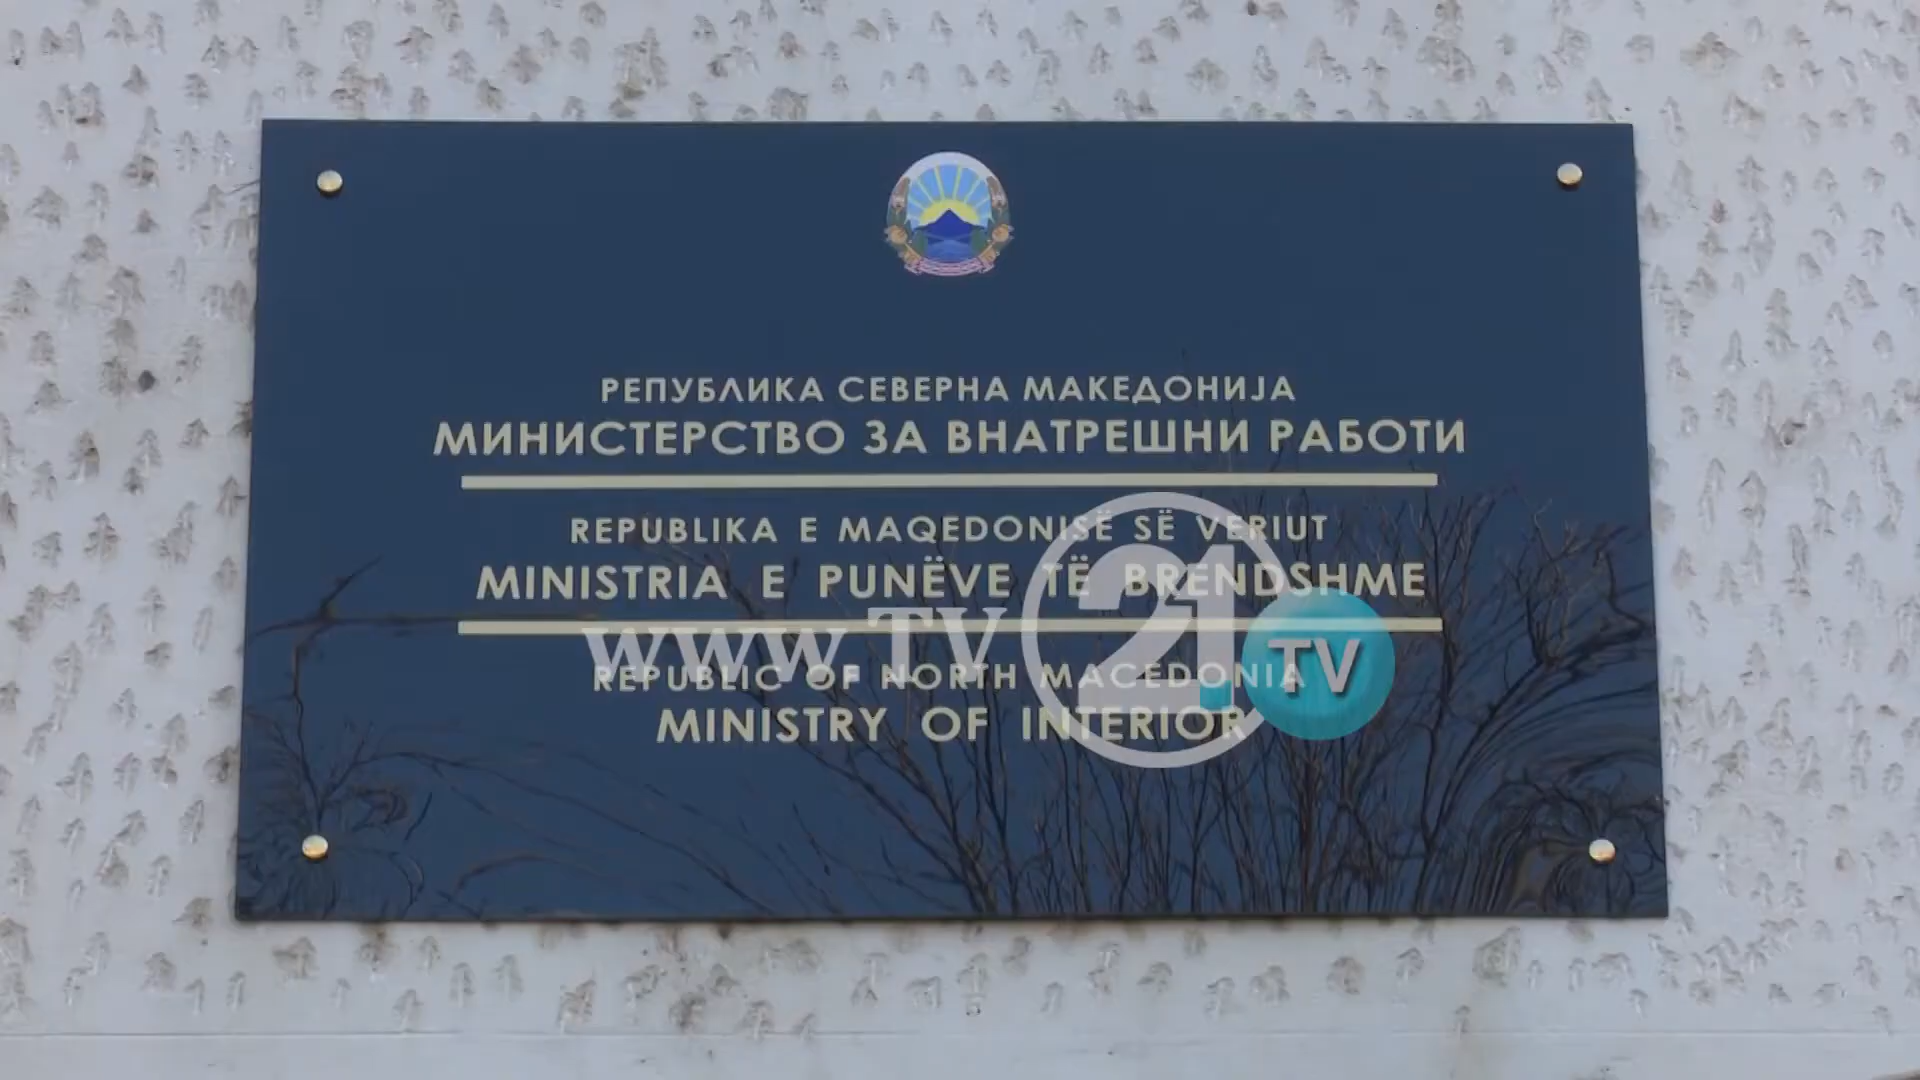 РЕПУБЛИКА СЕВЕРНА МАКЕДОНИЈА
МИНИСТЕРСТВО ЗА ВНАТРЕШНИ РАБОТИ
REPUBLIKA E MAQEDONISË SË VERIUT
MINISTRIA E PUNËVE TË BRENDSHME
www.TV21.TV
REPUBLIC OF NORTH MACEDONIA
MINISTRY OF INTERIOR